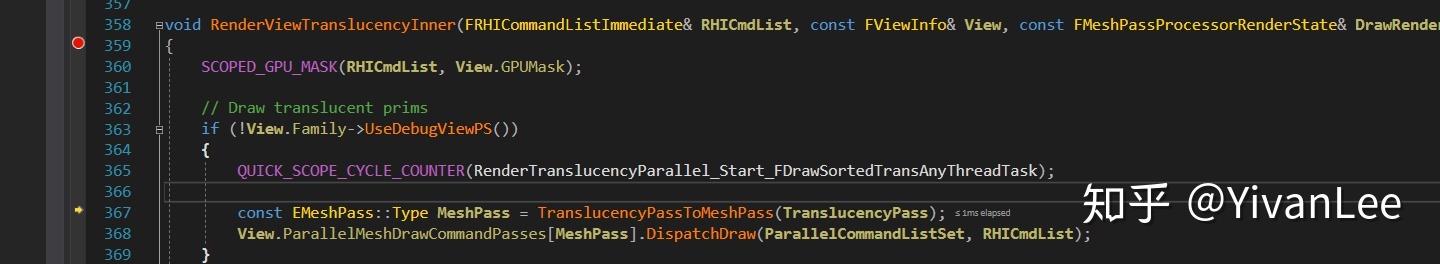 357
358 void RenderViewTranslucencyInner(FRHICommandListImmediate& RHICmdList, const FViewInfo& View, const FMeshPassProcessorRenderState& DrawRender
359 {
360 SCOPED_GPU_MASK(RHICmdList, View.GPUMask);
361
362 // Draw translucent prims
363 if (!View.Family->UseDebugViewPS())
364 {
365 QUICK_SCOPE_CYCLE_COUNTER(RenderTranslucencyParallel_Start_FDrawSortedTransAnyThreadTask);
366
367 const EMeshPass::Type MeshPass = TranslucencyPassToMeshPass(TranslucencyPass); ≤ 1ms elapsed
368 View.ParallelMeshDrawCommandPasses[MeshPass].DispatchDraw(ParallelCommandListSet, RHICmdList);
369 }
知乎 @YivanLee